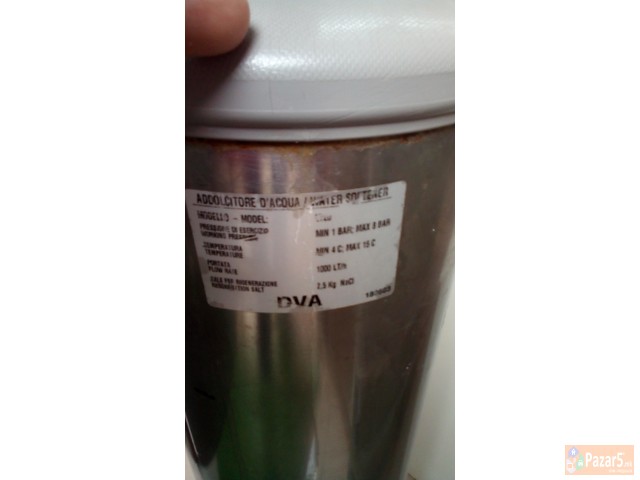 ADDOLCITORE D'ACQUA / WATER SOFTENER
MODELLO - MODEL:
PRESSIONE DI ESERCIZIO
WORKING PRESSURE
MIN 1 BAR; MAX 8 BAR
TEMPERATURA
TEMPERATURE
MIN 4 C; MAX 15 C
PORTATA
FLOW RATE
1000 LT/h
SALE PER RIGENERAZIONE
REGENERATION SALT
2,5 Kg NaCl
DVA
Pazar5